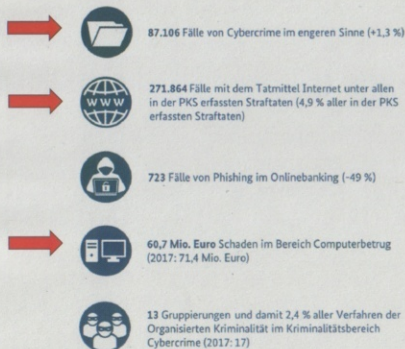 87.106 Fälle von Cybercrime im engeren Sinne (+1,3 %)
www
271.864 Fälle mit dem Tatmittel Internet unter allen
in der PKS erfassten Straftaten (4,9 % aller in der PKS
erfassten Straftaten)
723 Fälle von Phishing im Onlinebanking (-49 %)
60,7 Mio. Euro Schaden im Bereich Computerbetrug
(2017: 71,4 Mio. Euro)
13 Gruppierungen und damit 2,4 % aller Verfahren der
Organisierten Kriminalität im Kriminalitätsbereich
Cybercrime (2017: 17)